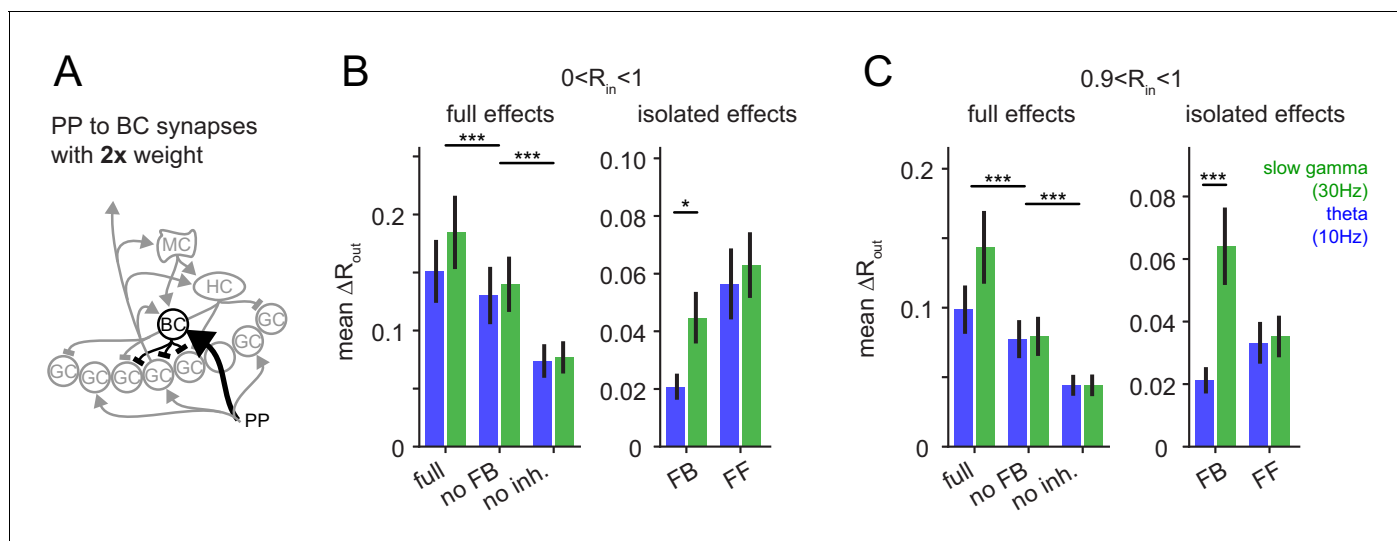 A
PP to BC synapses
with 2x weight
MC
HC
GC
BC
GC
GC
GC
GC
GC
GC
PP
B
0<R_in<1
full effects
isolated effects
mean ΔR_out
0.2
0.1
0
***
***
full
no FB
no inh.
0.10
0.08
0.06
0.04
0.02
0
*
FB
FF
C
0.9<R_in<1
full effects
isolated effects
mean ΔR_out
0.2
0.1
0
***
***
full
no FB
no inh.
0.08
0.06
0.04
0.02
0
***
FB
FF
slow gamma
(30Hz)
theta
(10Hz)